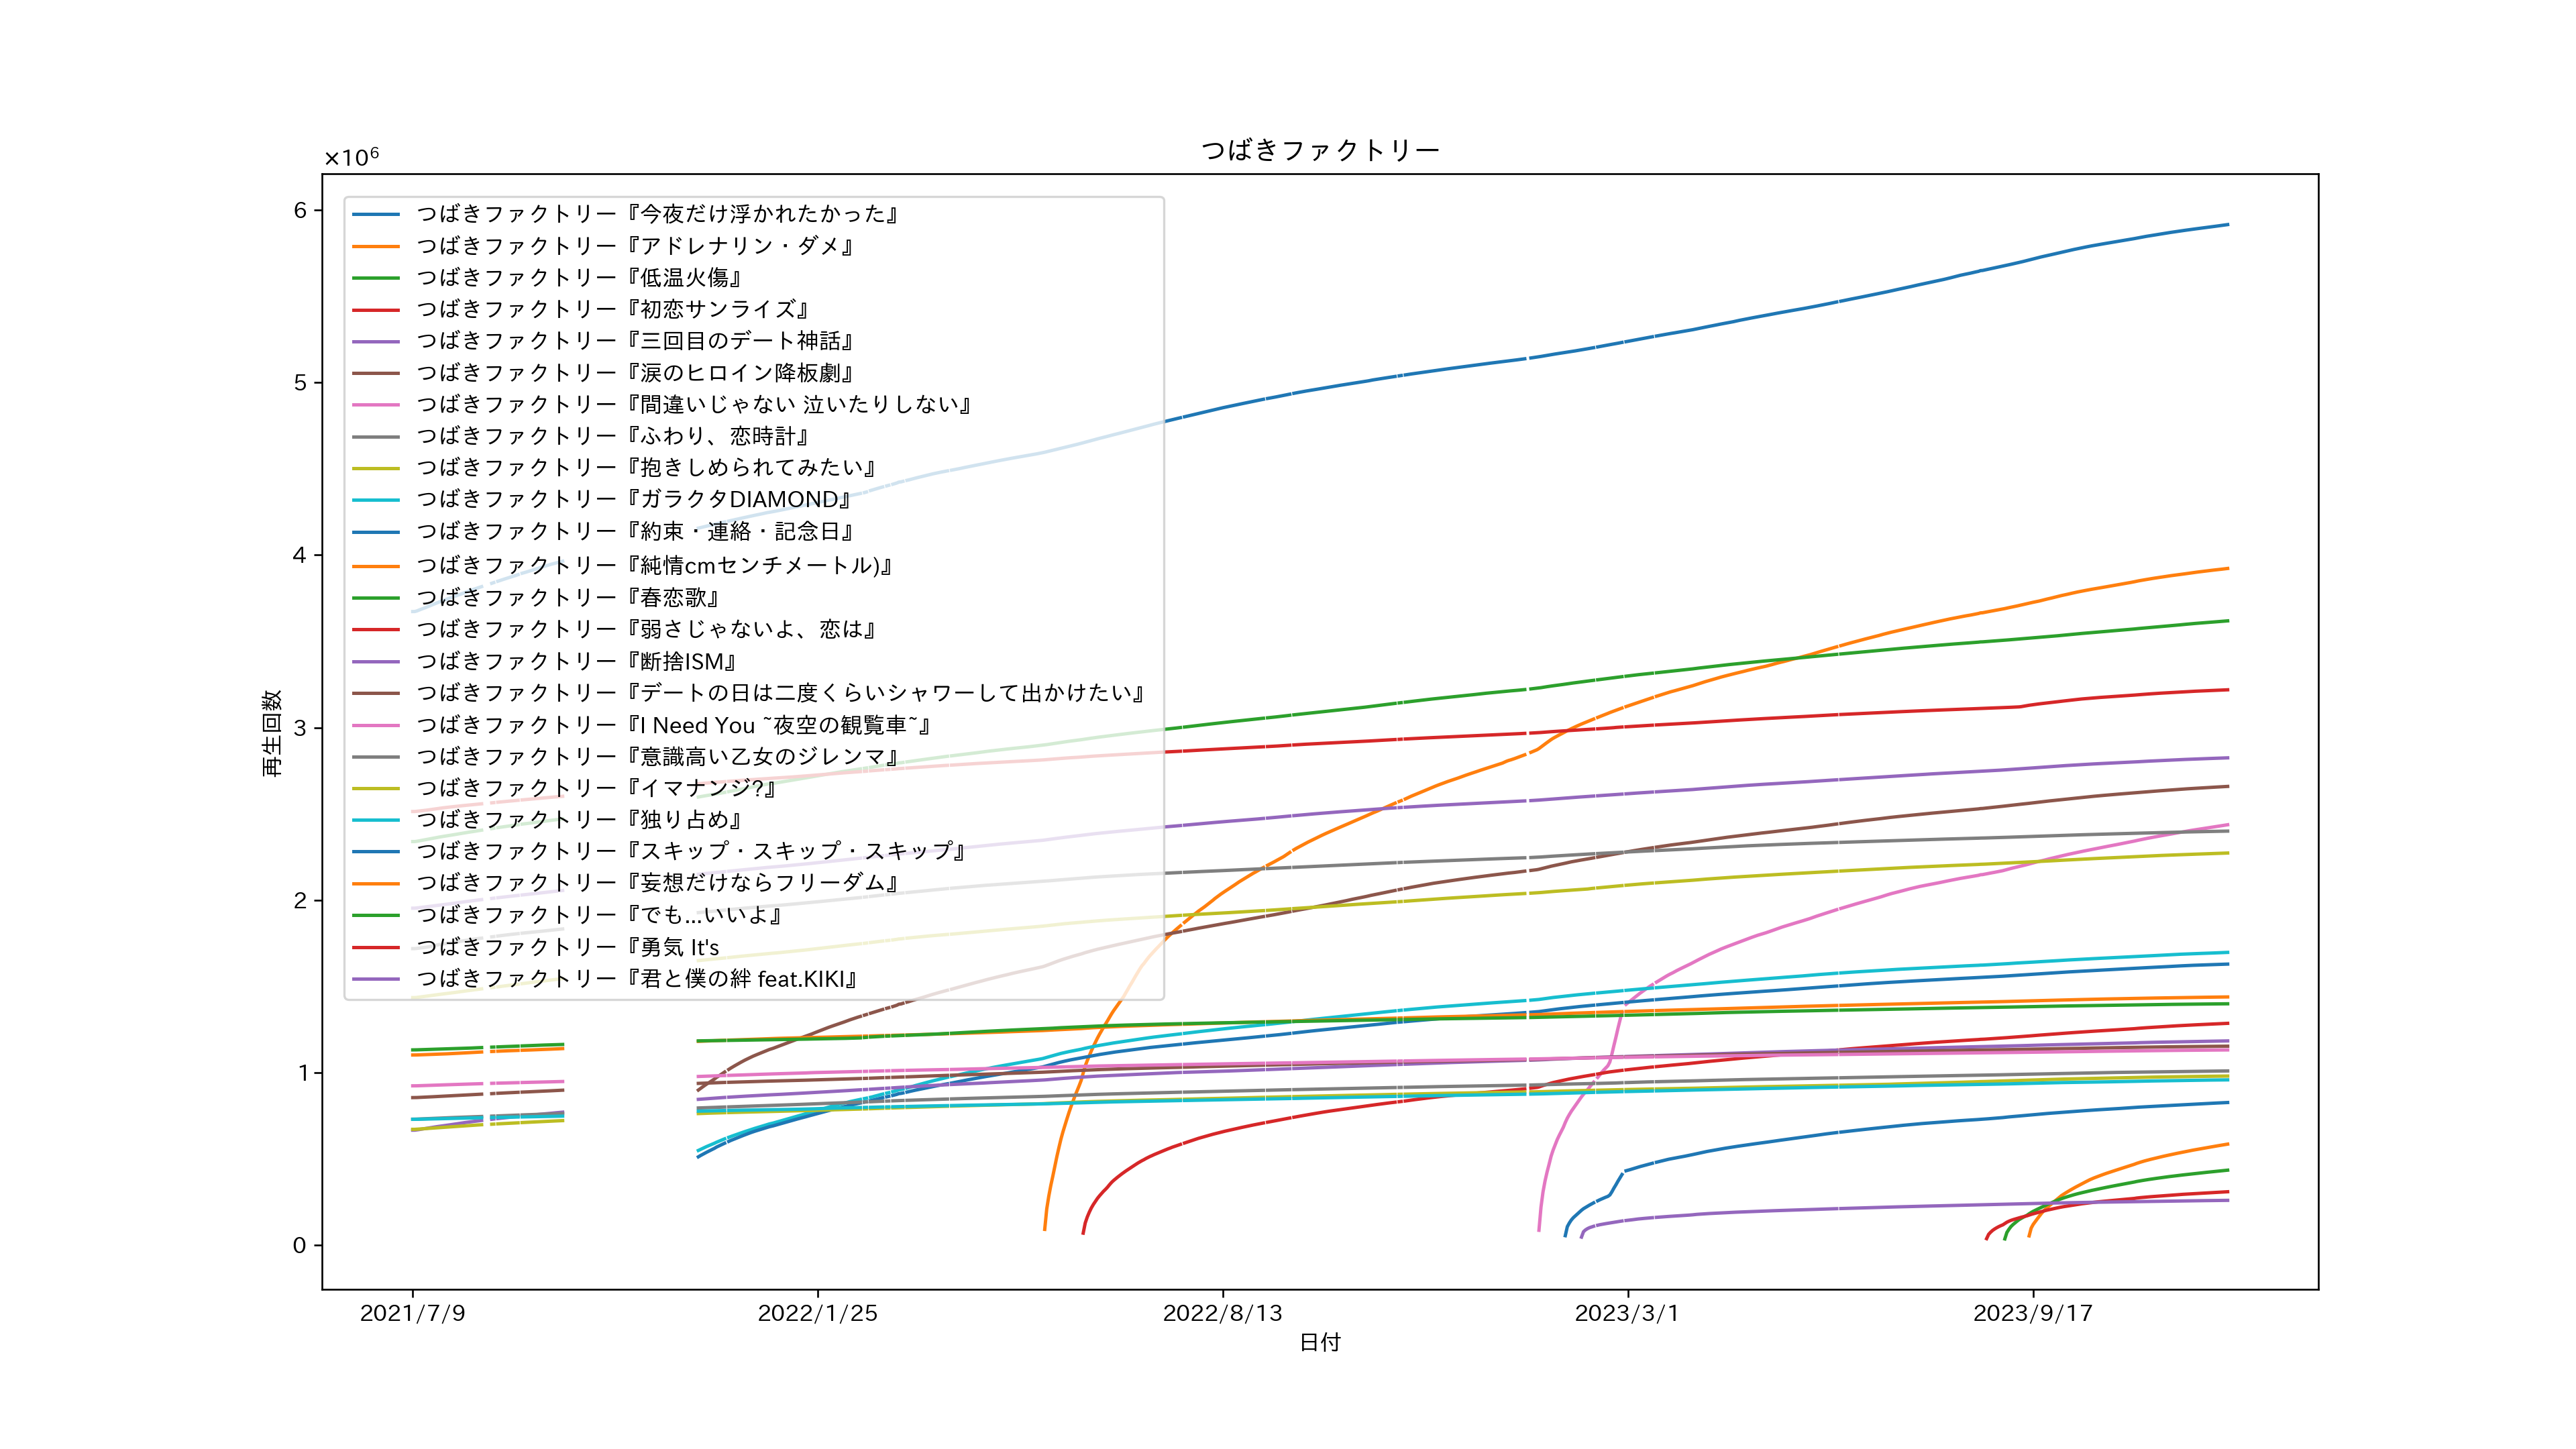 つばきファクトリー
×10⁶
6
5
4
3
2
1
0
再生回数
つばきファクトリー『今夜だけ浮かれたかった』
つばきファクトリー『アドレナリン・ダメ』
つばきファクトリー『低温火傷』
つばきファクトリー『初恋サンライズ』
つばきファクトリー『三回目のデート神話』
つばきファクトリー『涙のヒロイン降板劇』
つばきファクトリー『間違いじゃない 泣いたりしない』
つばきファクトリー『ふわり、恋時計』
つばきファクトリー『抱きしめられてみたい』
つばきファクトリー『ガラクタDIAMOND』
つばきファクトリー『約束・連絡・記念日』
つばきファクトリー『純情cmセンチメートル)』
つばきファクトリー『春恋歌』
つばきファクトリー『弱さじゃないよ、恋は』
つばきファクトリー『断捨ISM』
つばきファクトリー『デートの日は二度くらいシャワーして出かけたい』
つばきファクトリー『I Need You ~夜空の観覧車~』
つばきファクトリー『意識高い乙女のジレンマ』
つばきファクトリー『イマナンジ?』
つばきファクトリー『独り占め』
つばきファクトリー『スキップ・スキップ・スキップ』
つばきファクトリー『妄想だけならフリーダム』
つばきファクトリー『でも...いいよ』
つばきファクトリー『勇気 It's
つばきファクトリー『君と僕の絆 feat.KIKI』
2021/7/9 2022/1/25 2022/8/13 2023/3/1 2023/9/17
日付